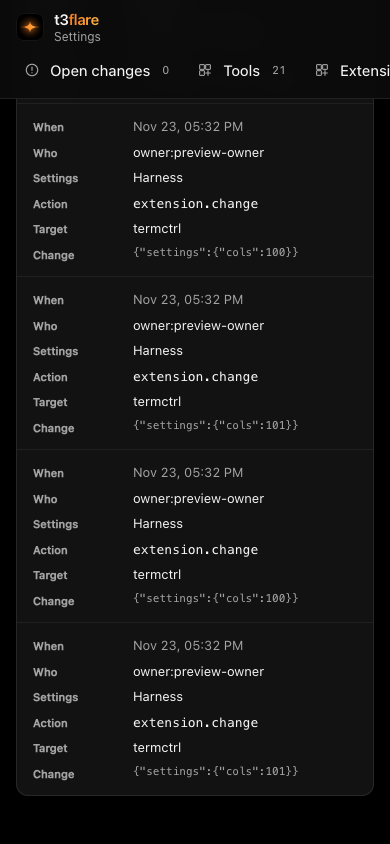 t3flare
Settings
Open changes 0 Tools 21 Extensi
When Nov 23, 05:32 PM
Who owner:preview-owner
Settings Harness
Action extension.change
Target termctrl
Change {"settings":{"cols":100}}
When Nov 23, 05:32 PM
Who owner:preview-owner
Settings Harness
Action extension.change
Target termctrl
Change {"settings":{"cols":101}}
When Nov 23, 05:32 PM
Who owner:preview-owner
Settings Harness
Action extension.change
Target termctrl
Change {"settings":{"cols":100}}
When Nov 23, 05:32 PM
Who owner:preview-owner
Settings Harness
Action extension.change
Target termctrl
Change {"settings":{"cols":101}}